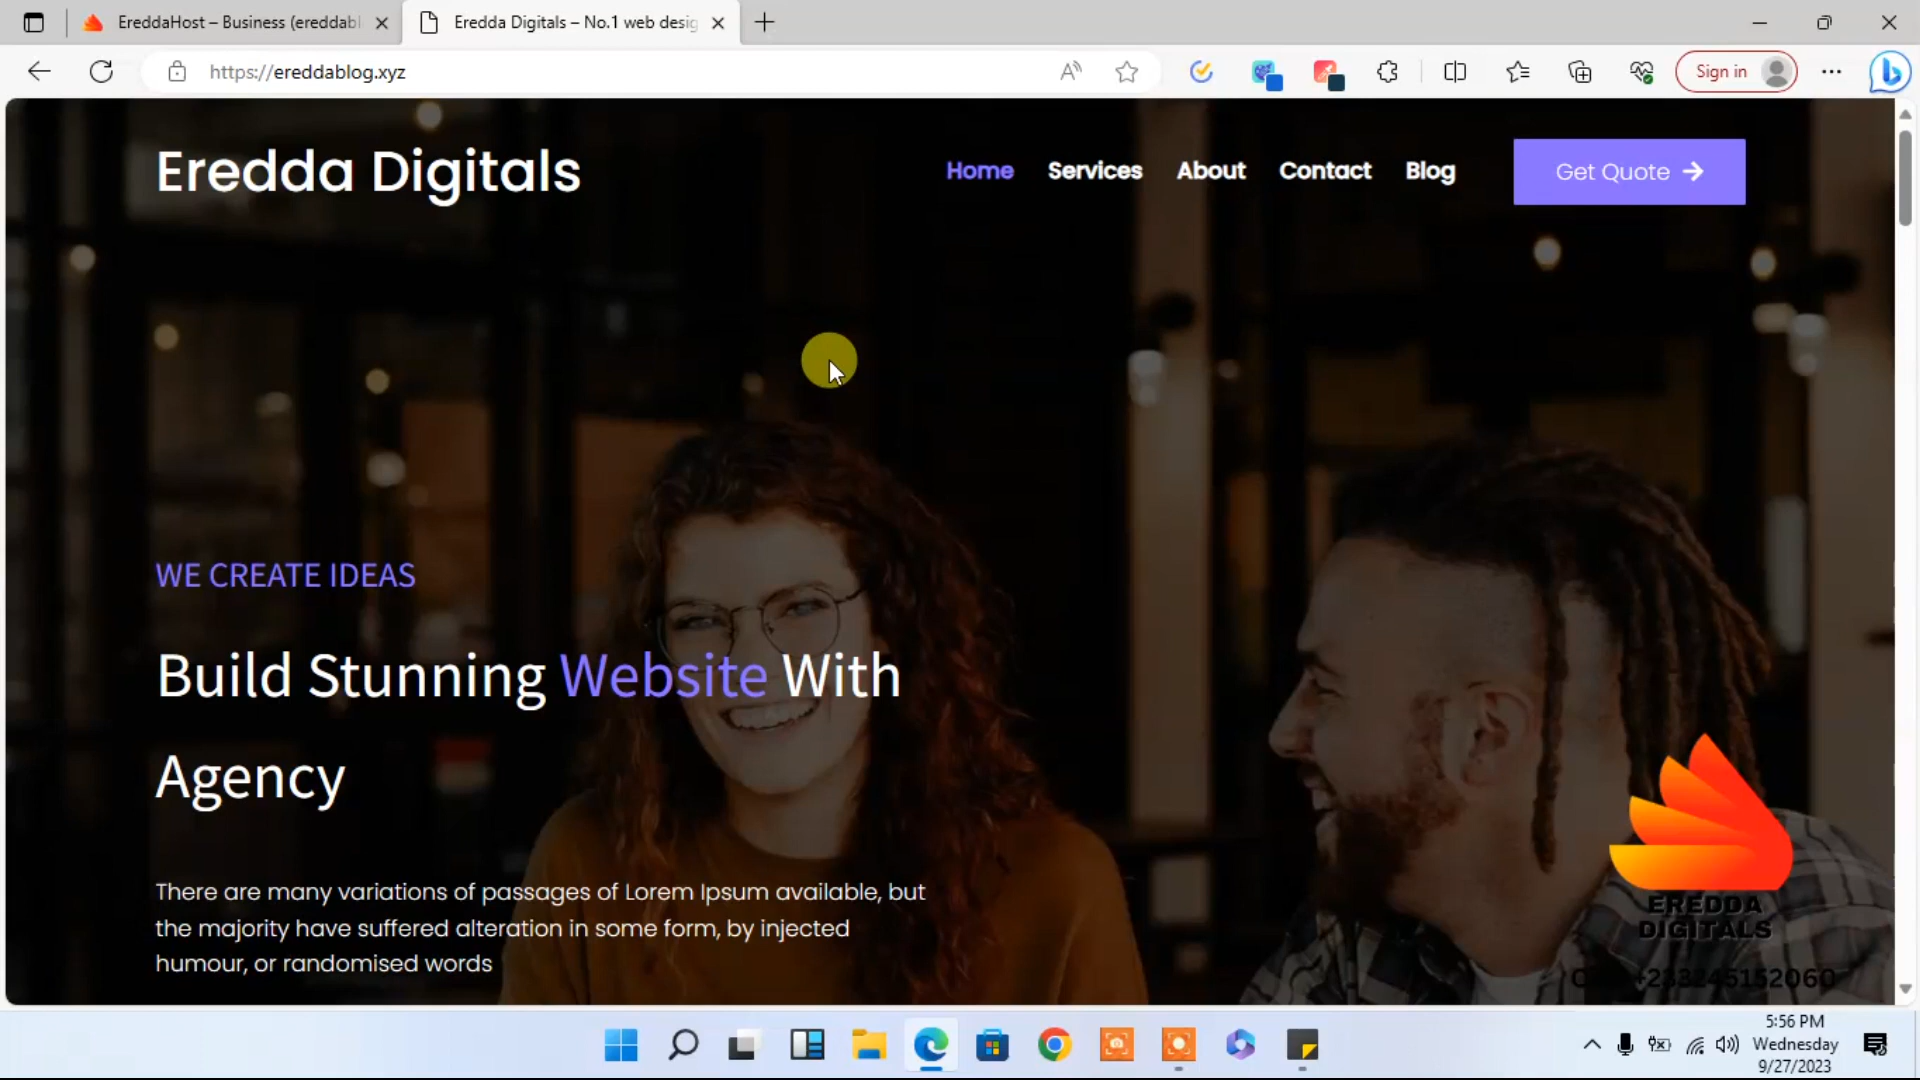 EreddaHost – Business (ereddabl
Eredda Digitals – No.1 web desig
https://ereddablog.xyz
A
Sign in
Eredda Digitals
Home
Services
About
Contact
Blog
Get Quote
WE CREATE IDEAS
Build Stunning Website With
Agency
There are many variations of passages of Lorem Ipsum available, but
the majority have suffered alteration in some form, by injected
humour, or randomised words
EREDDA
DIGITALS
+233245152060
5:56 PM
Wednesday
9/27/2023